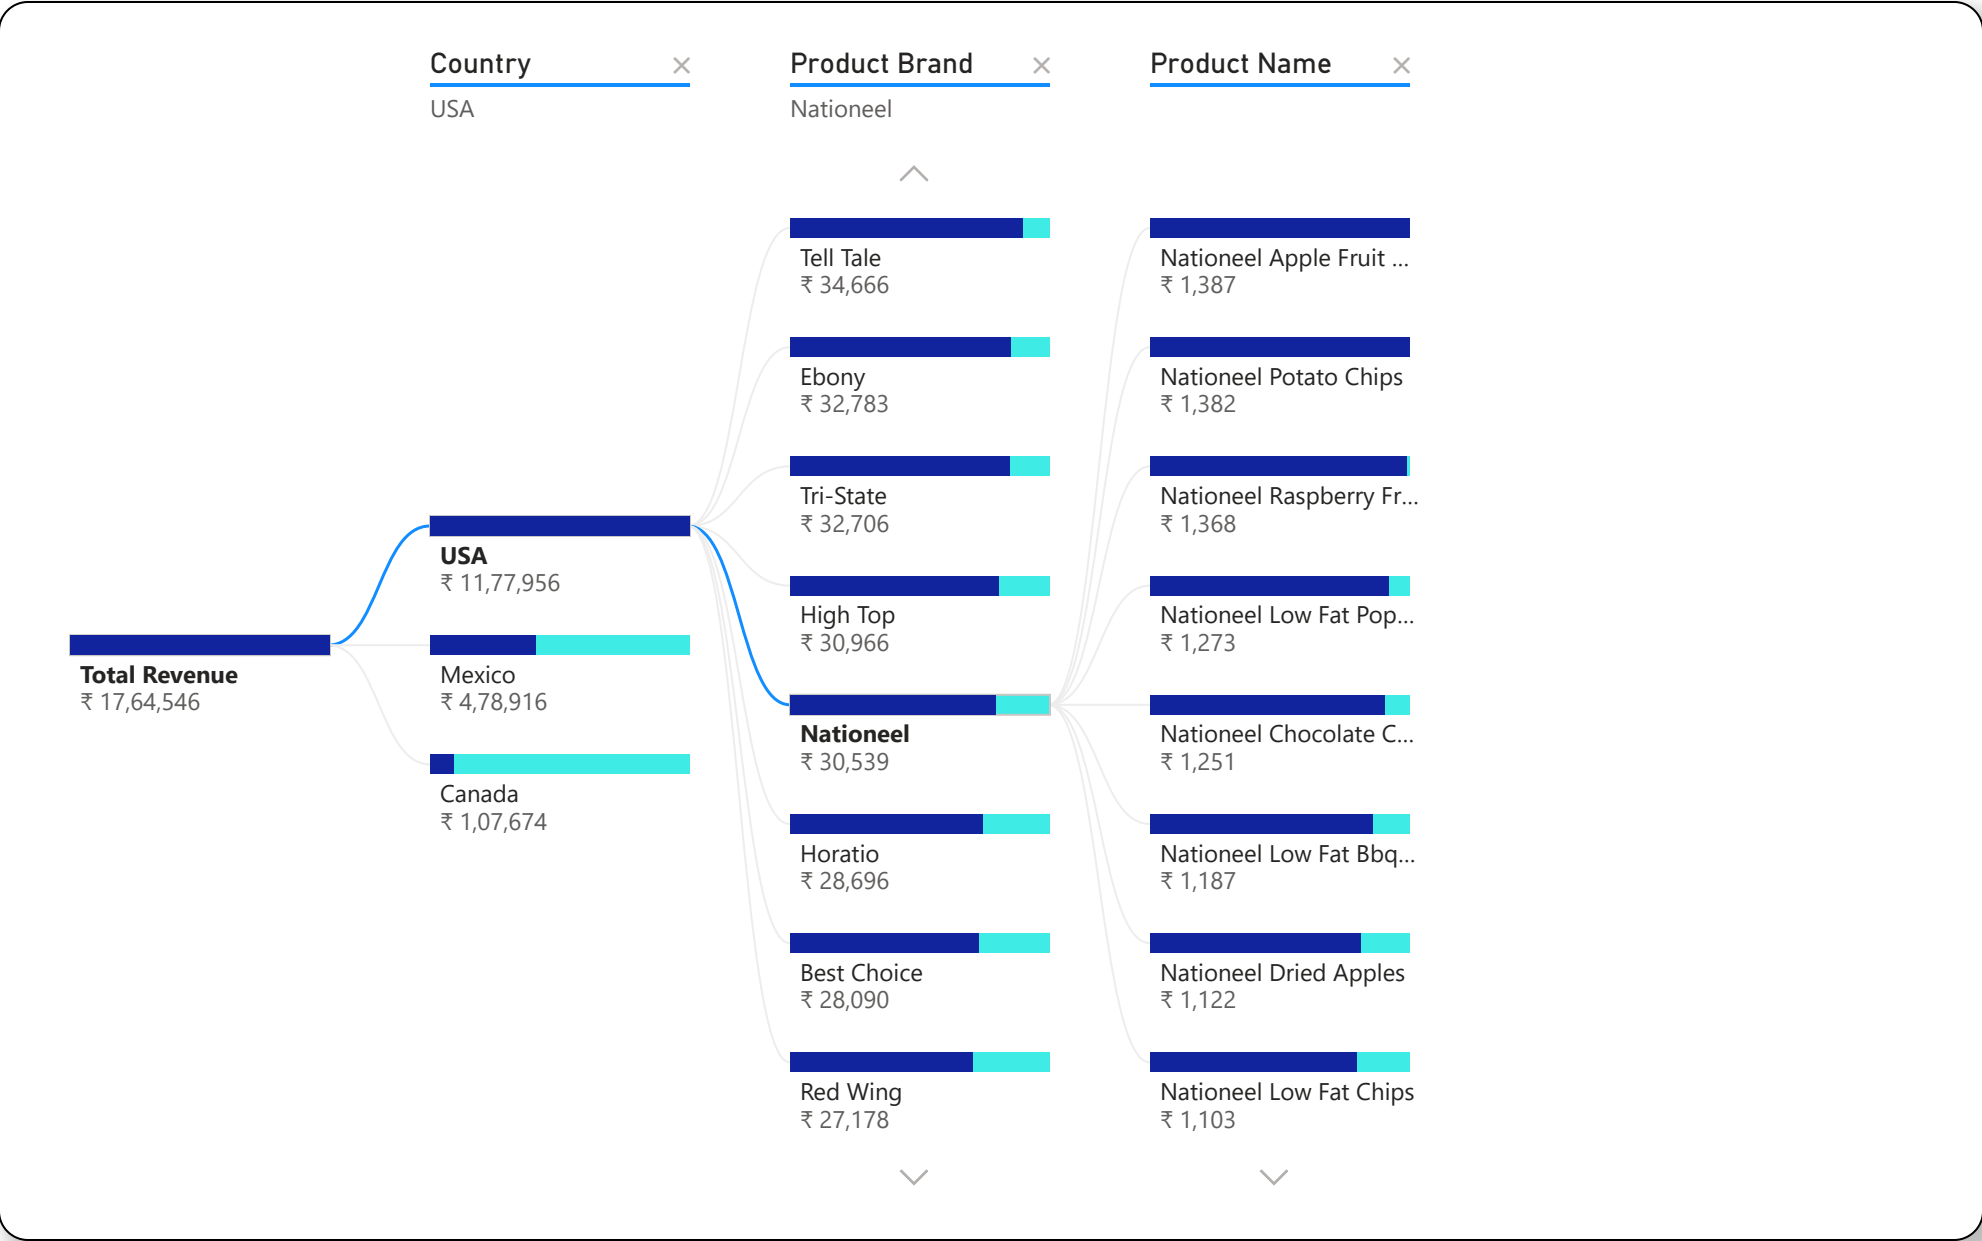 Country
USA
Product Brand
Nationeel
Product Name
Total Revenue
₹ 17,64,546
USA
₹ 11,77,956
Mexico
₹ 4,78,916
Canada
₹ 1,07,674
Tell Tale
₹ 34,666
Ebony
₹ 32,783
Tri-State
₹ 32,706
High Top
₹ 30,966
Nationeel
₹ 30,539
Horatio
₹ 28,696
Best Choice
₹ 28,090
Red Wing
₹ 27,178
Nationeel Apple Fruit ...
₹ 1,387
Nationeel Potato Chips
₹ 1,382
Nationeel Raspberry Fr...
₹ 1,368
Nationeel Low Fat Pop...
₹ 1,273
Nationeel Chocolate C...
₹ 1,251
Nationeel Low Fat Bbq...
₹ 1,187
Nationeel Dried Apples
₹ 1,122
Nationeel Low Fat Chips
₹ 1,103